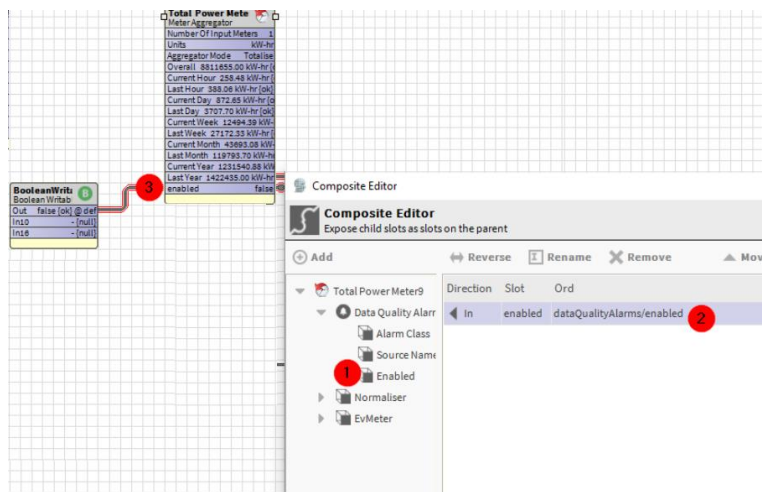 Total Power Mete
Meter Aggregator
Number Of Input Meters 1
Units kW-hr
Aggregator Mode Totalise
Overall 8811655.00 kW-hr {
Current Hour 258.48 kW-hr {
Last Hour 388.06 kW-hr {ok}
Current Day 872.65 kW-hr {o
Last Day 3707.70 kW-hr {ok}
Current Week 12494.39 kW-
Last Week 27172.33 kW-hr {
Current Month 43693.08 kW-
Last Month 119793.70 kW-h
Current Year 1231540.88 kW
Last Year 1422435.00 kW-hr
enabled false
3
BooleanWrit
B
Boolean Writab
Out false {ok} @ def
In10 - {null}
In16 - {null}
Composite Editor
Composite Editor
Expose child slots as slots on the parent
Add
Reverse
Rename
Remove
Mov
Total Power Meter9
Data Quality Alarr
Alarm Class
Source Name
1
Enabled
Normaliser
EvMeter
Direction Slot Ord
In enabled dataQualityAlarms/enabled
2